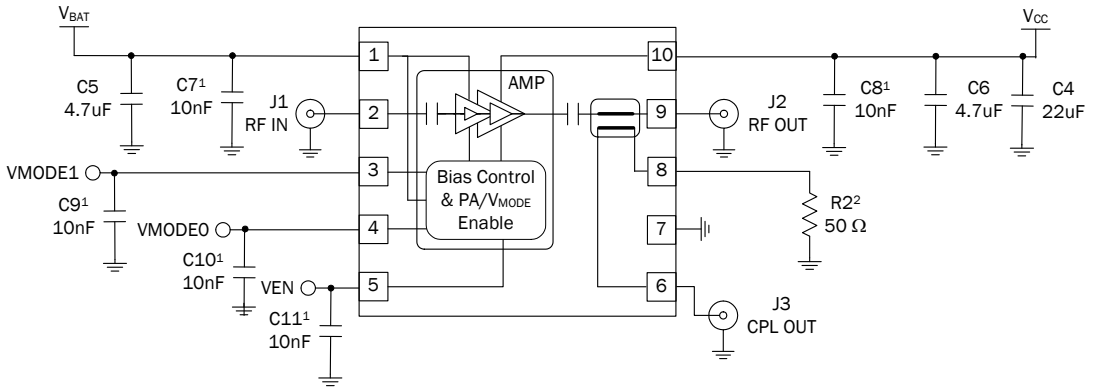 VBAT
VCC
C5
4.7uF
C7¹
10nF
J1
RF IN
1
2
3
4
5
AMP
Bias Control
& PA/VMODE
Enable
10
9
8
7
6
J2
RF OUT
C8¹
10nF
C6
4.7uF
C4
22uF
VMODE1
C9¹
10nF
VMODE0
C10¹
10nF
VEN
C11¹
10nF
R2²
50 Ω
J3
CPL OUT